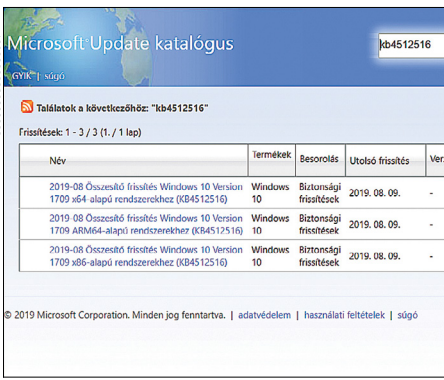 Microsoft Update katalógus
kb4512516
GYIK | súgó
Találatok a következőhöz: "kb4512516"
Frissítések: 1 - 3 / 3 (1. / 1 lap)
Név Termékek Besorolás Utolsó frissítés Ver
2019-08 Összesítő frissítés Windows 10 Version Windows Biztonsági 2019. 08. 09. -
1709 x64-alapú rendszerekhez (KB4512516) 10 frissítések
2019-08 Összesítő frissítés Windows 10 Version Windows Biztonsági 2019. 08. 09. -
1709 ARM64-alapú rendszerekhez (KB4512516) 10 frissítések
2019-08 Összesítő frissítés Windows 10 Version Windows Biztonsági 2019. 08. 09. -
1709 x86-alapú rendszerekhez (KB4512516) 10 frissítések
© 2019 Microsoft Corporation. Minden jog fenntartva. | adatvédelem | használati feltételek | súgó